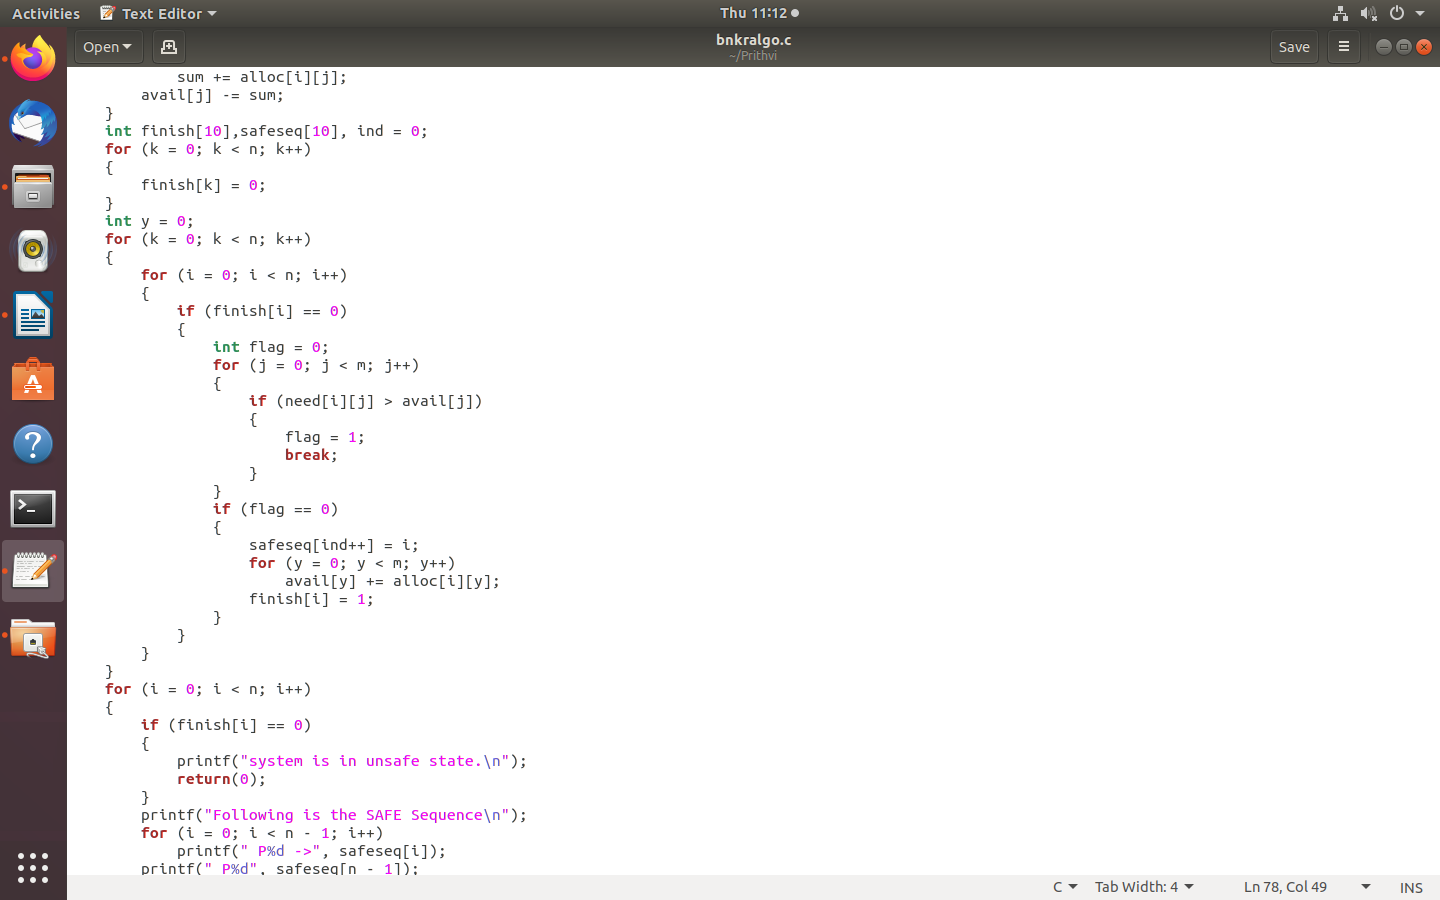 Activities Text Editor Thu 11:12
Open bnkralgo.c Save
~/Prithvi
sum += alloc[i][j];
avail[j] -= sum;
}
int finish[10],safeseq[10], ind = 0;
for (k = 0; k < n; k++)
{
finish[k] = 0;
}
int y = 0;
for (k = 0; k < n; k++)
{
for (i = 0; i < n; i++)
{
if (finish[i] == 0)
{
int flag = 0;
for (j = 0; j < m; j++)
{
if (need[i][j] > avail[j])
{
flag = 1;
break;
}
}
if (flag == 0)
{
safeseq[ind++] = i;
for (y = 0; y < m; y++)
avail[y] += alloc[i][y];
finish[i] = 1;
}
}
}
}
for (i = 0; i < n; i++)
{
if (finish[i] == 0)
{
printf("system is in unsafe state.\n");
return(0);
}
printf("Following is the SAFE Sequence\n");
for (i = 0; i < n - 1; i++)
printf(" P%d ->", safeseq[i]);
printf(" P%d", safeseq[n - 1]);
C Tab Width: 4 Ln 78, Col 49 INS